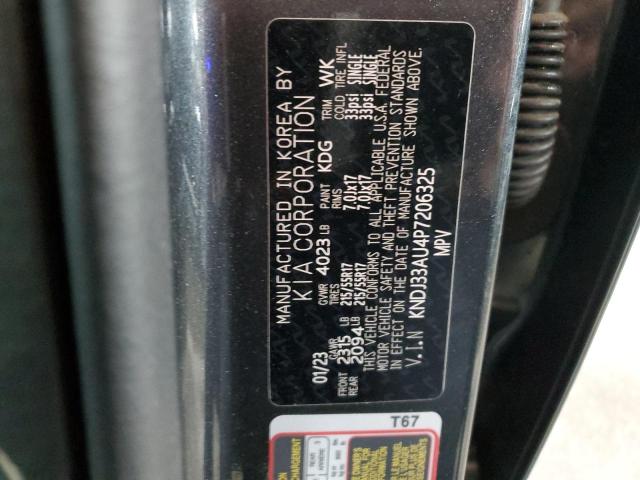 MANUFACTURED IN KOREA BY
KIA CORPORATION
01/23 GVWR 4023 LB PAINT KDG TRIM WK
GAWR TIRES RIMS COLD TIRE INFL
FRONT 2315 LB 215/55R17 7.0Jx17 33psi SINGLE
REAR 2094 LB 215/55R17 7.0Jx17 33psi SINGLE
THIS VEHICLE CONFORMS TO ALL APPLICABLE U.S.A. FEDERAL
MOTOR VEHICLE SAFETY AND THEFT PREVENTION STANDARDS
IN EFFECT ON THE DATE OF MANUFACTURE SHOWN ABOVE.
V.I.N KNDJ33AU4P7206325
MPV
T67